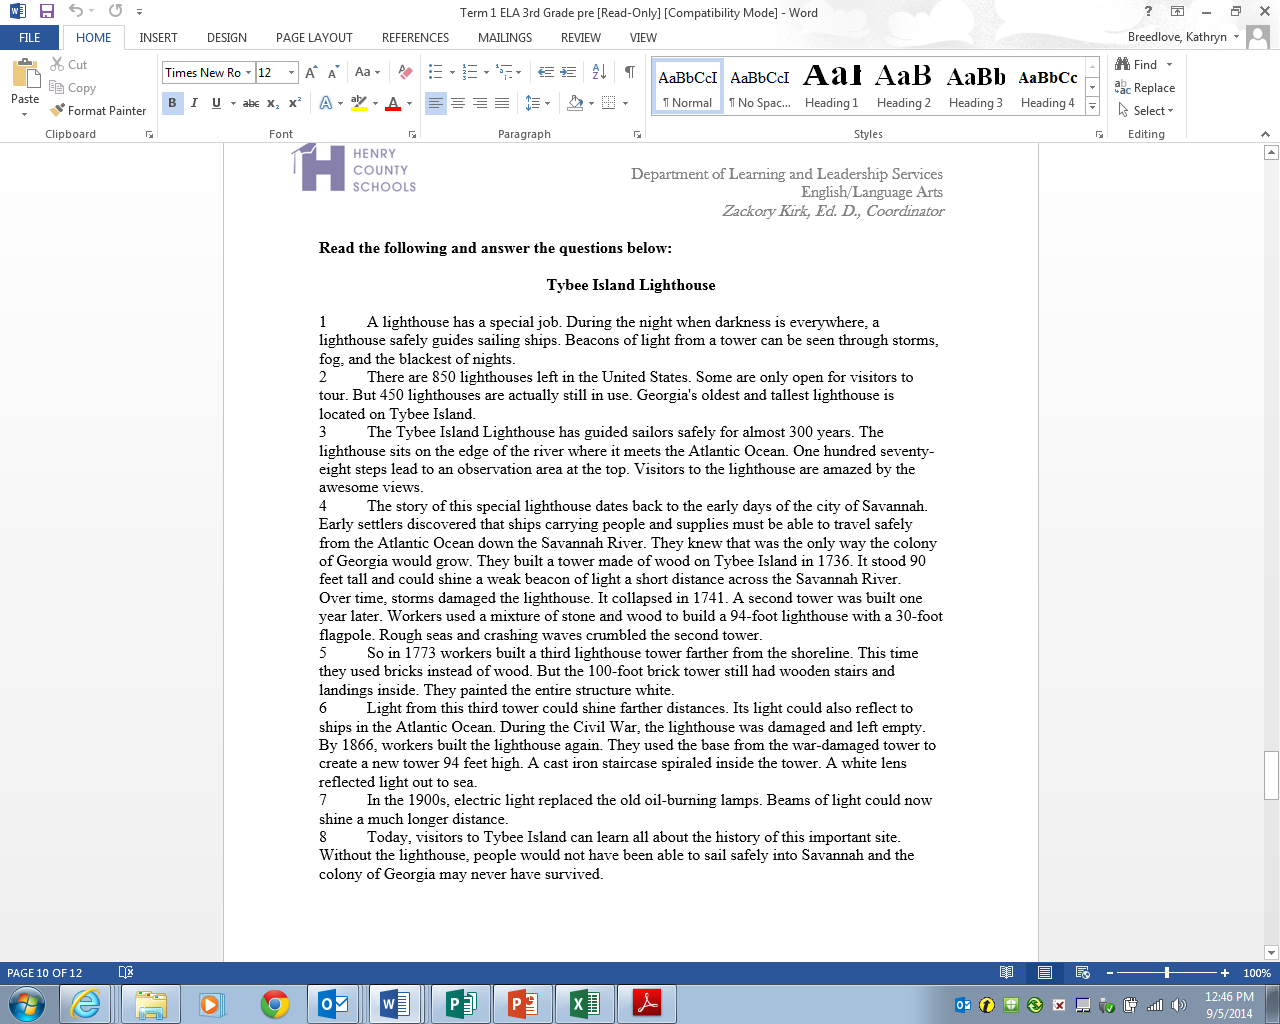 Term 1 ELA 3rd Grade pre [Read-Only] [Compatibility Mode] - Word
FILE HOME INSERT DESIGN PAGE LAYOUT REFERENCES MAILINGS REVIEW VIEW Breedlove, Kathryn
Paste
Cut
Copy
Format Painter
Clipboard
Times New Ro 12
Font
Paragraph
AaBbCcI AaBbCcI AaI AaB AaBb AaBbCc
¶ Normal ¶ No Spac... Heading 1 Heading 2 Heading 3 Heading 4
Styles
Find
Replace
Select
Editing
HENRY
COUNTY
SCHOOLS
Department of Learning and Leadership Services
English/Language Arts
Zackory Kirk, Ed. D., Coordinator
Read the following and answer the questions below:
Tybee Island Lighthouse
1 A lighthouse has a special job. During the night when darkness is everywhere, a
lighthouse safely guides sailing ships. Beacons of light from a tower can be seen through storms,
fog, and the blackest of nights.
2 There are 850 lighthouses left in the United States. Some are only open for visitors to
tour. But 450 lighthouses are actually still in use. Georgia's oldest and tallest lighthouse is
located on Tybee Island.
3 The Tybee Island Lighthouse has guided sailors safely for almost 300 years. The
lighthouse sits on the edge of the river where it meets the Atlantic Ocean. One hundred seventy-
eight steps lead to an observation area at the top. Visitors to the lighthouse are amazed by the
awesome views.
4 The story of this special lighthouse dates back to the early days of the city of Savannah.
Early settlers discovered that ships carrying people and supplies must be able to travel safely
from the Atlantic Ocean down the Savannah River. They knew that was the only way the colony
of Georgia would grow. They built a tower made of wood on Tybee Island in 1736. It stood 90
feet tall and could shine a weak beacon of light a short distance across the Savannah River.
Over time, storms damaged the lighthouse. It collapsed in 1741. A second tower was built one
year later. Workers used a mixture of stone and wood to build a 94-foot lighthouse with a 30-foot
flagpole. Rough seas and crashing waves crumbled the second tower.
5 So in 1773 workers built a third lighthouse tower farther from the shoreline. This time
they used bricks instead of wood. But the 100-foot brick tower still had wooden stairs and
landings inside. They painted the entire structure white.
6 Light from this third tower could shine farther distances. Its light could also reflect to
ships in the Atlantic Ocean. During the Civil War, the lighthouse was damaged and left empty.
By 1866, workers built the lighthouse again. They used the base from the war-damaged tower to
create a new tower 94 feet high. A cast iron staircase spiraled inside the tower. A white lens
reflected light out to sea.
7 In the 1900s, electric light replaced the old oil-burning lamps. Beams of light could now
shine a much longer distance.
8 Today, visitors to Tybee Island can learn all about the history of this important site.
Without the lighthouse, people would not have been able to sail safely into Savannah and the
colony of Georgia may never have survived.
PAGE 10 OF 12 100%
12:46 PM
9/5/2014